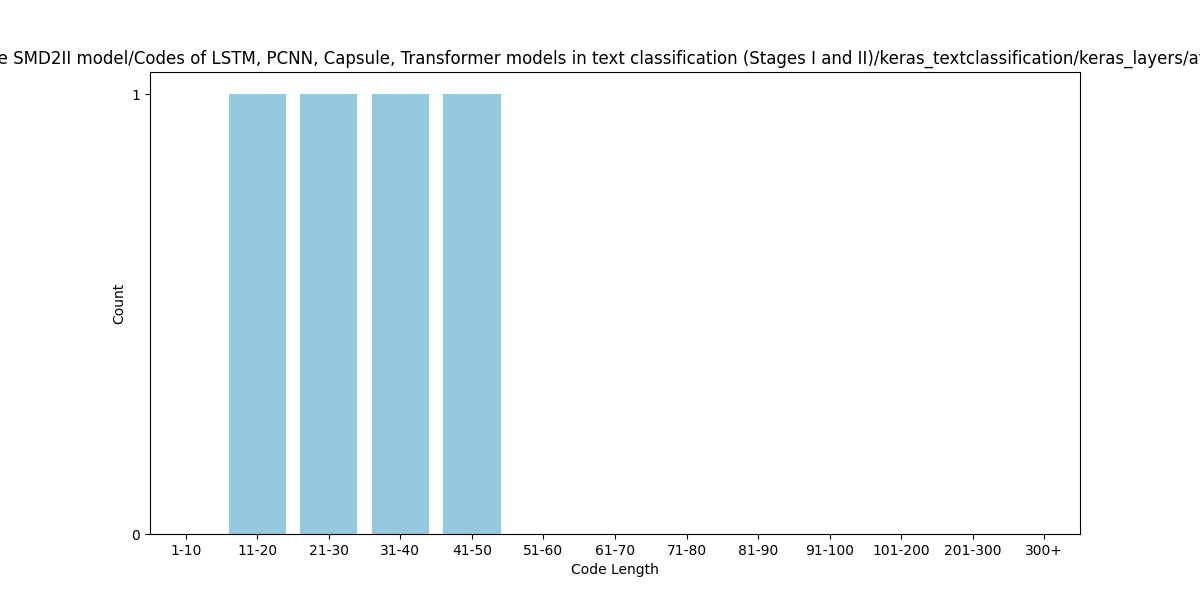 e SMD2II model/Codes of LSTM, PCNN, Capsule, Transformer models in text classification (Stages I and II)/keras_textclassification/keras_layers/a
1
Count
0
1-10 11-20 21-30 31-40 41-50 51-60 61-70 71-80 81-90 91-100 101-200 201-300 300+
Code Length